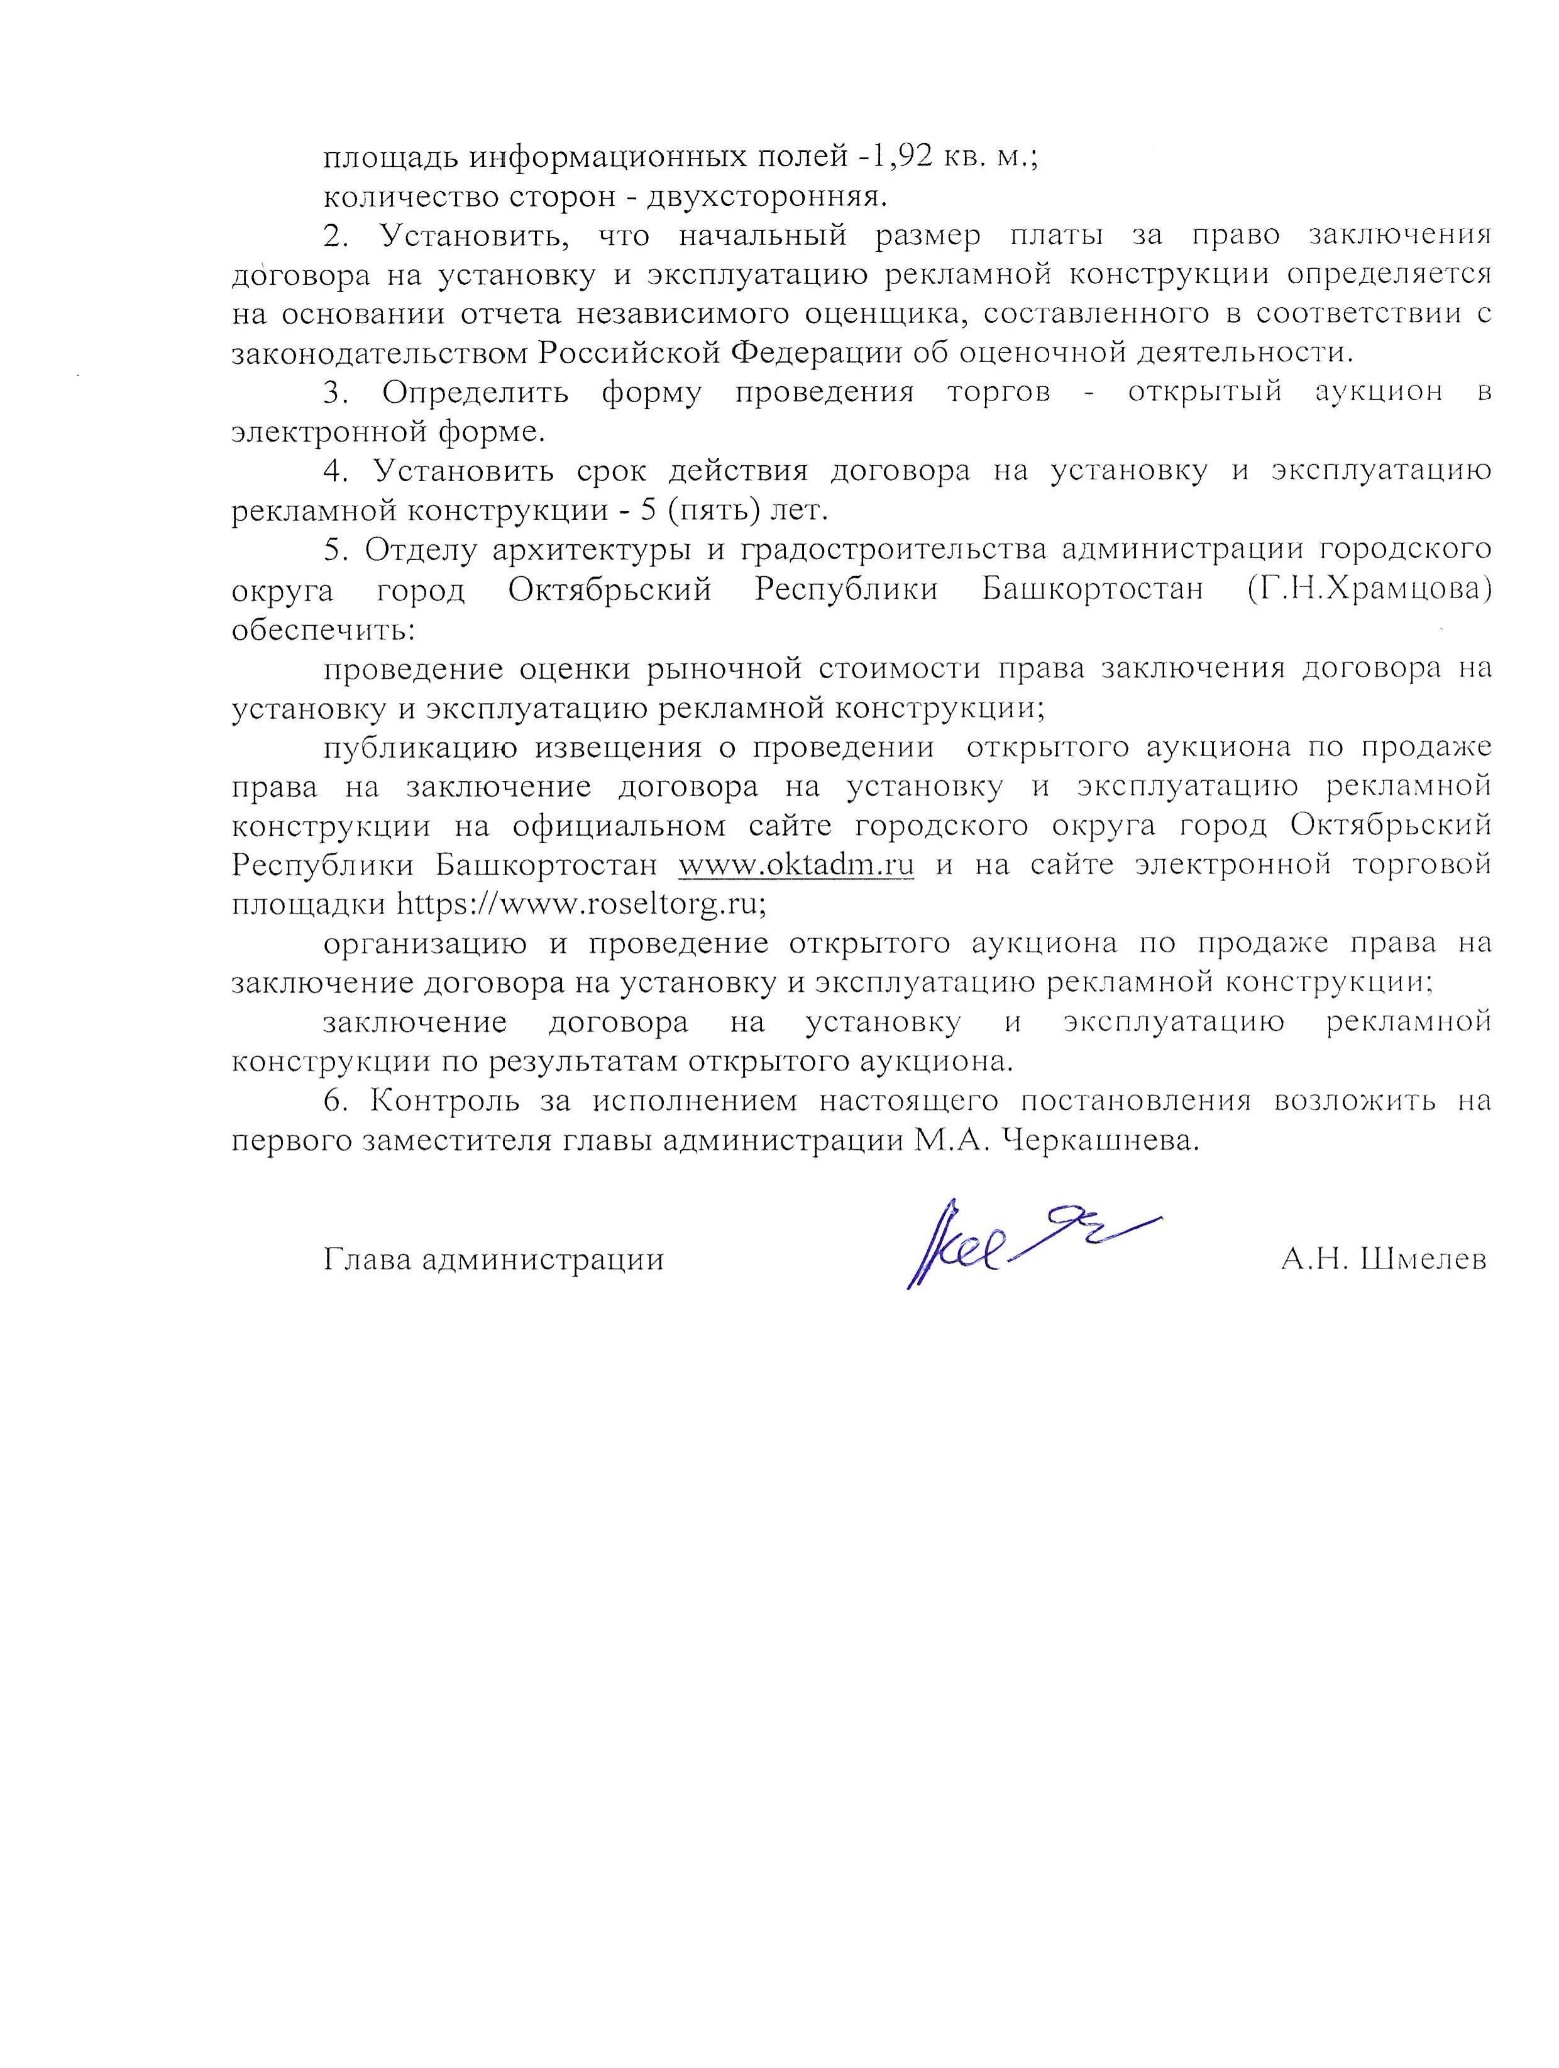 площадь информационных полей -1,92 кв. м.;
количество сторон - двухсторонняя.
2. Установить, что начальный размер платы за право заключения
договора на установку и эксплуатацию рекламной конструкции определяется
на основании отчета независимого оценщика, составленного в соответствии с
законодательством Российской Федерации об оценочной деятельности.
3. Определить форму проведения торгов - открытый аукцион в
электронной форме.
4. Установить срок действия договора на установку и эксплуатацию
рекламной конструкции - 5 (пять) лет.
5. Отделу архитектуры и градостроительства администрации городского
округа город Октябрьский Республики Башкортостан (Г.Н.Храмцова)
обеспечить:
проведение оценки рыночной стоимости права заключения договора на
установку и эксплуатацию рекламной конструкции;
публикацию извещения о проведении открытого аукциона по продаже
права на заключение договора на установку и эксплуатацию рекламной
конструкции на официальном сайте городского округа город Октябрьский
Республики Башкортостан www.oktadm.ru и на сайте электронной торговой
площадки https://www.roseltorg.ru;
организацию и проведение открытого аукциона по продаже права на
заключение договора на установку и эксплуатацию рекламной конструкции;
заключение договора на установку и эксплуатацию рекламной
конструкции по результатам открытого аукциона.
6. Контроль за исполнением настоящего постановления возложить на
первого заместителя главы администрации М.А. Черкашнева.
Глава администрации А.Н. Шмелев